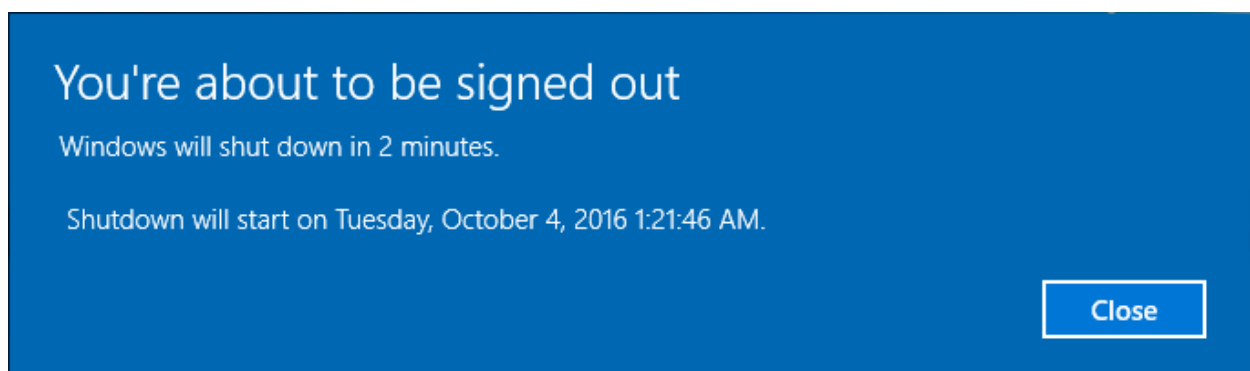 You're about to be signed out
Windows will shut down in 2 minutes.
Shutdown will start on Tuesday, October 4, 2016 1:21:46 AM.
Close